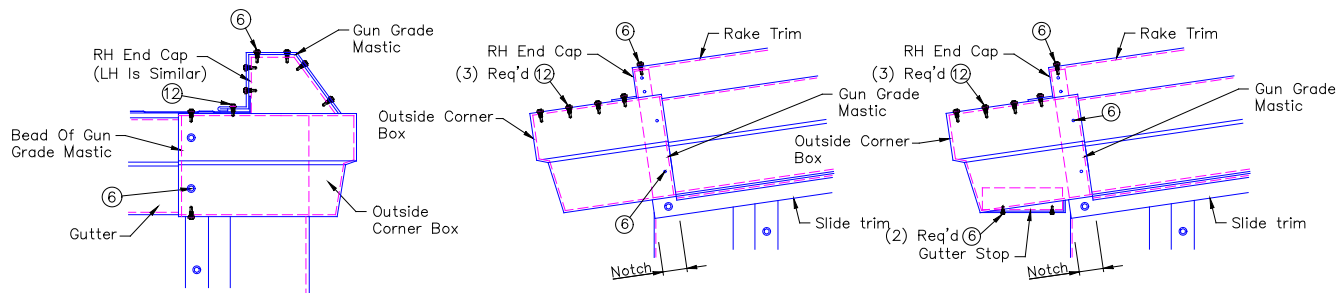 6
Gun Grade
Mastic
RH End Cap
(LH Is Similar)
12
Bead Of Gun
Grade Mastic
6
Gutter
Outside
Corner Box
6
Rake Trim
RH End Cap
(3) Req'd 12
Gun Grade
Mastic
Outside Corner
Box
6
Slide trim
Notch
6
Rake Trim
RH End Cap
(3) Req'd 12
Gun Grade
Mastic
6
Outside Corner
Box
Slide trim
(2) Req'd 6
Gutter Stop
Notch